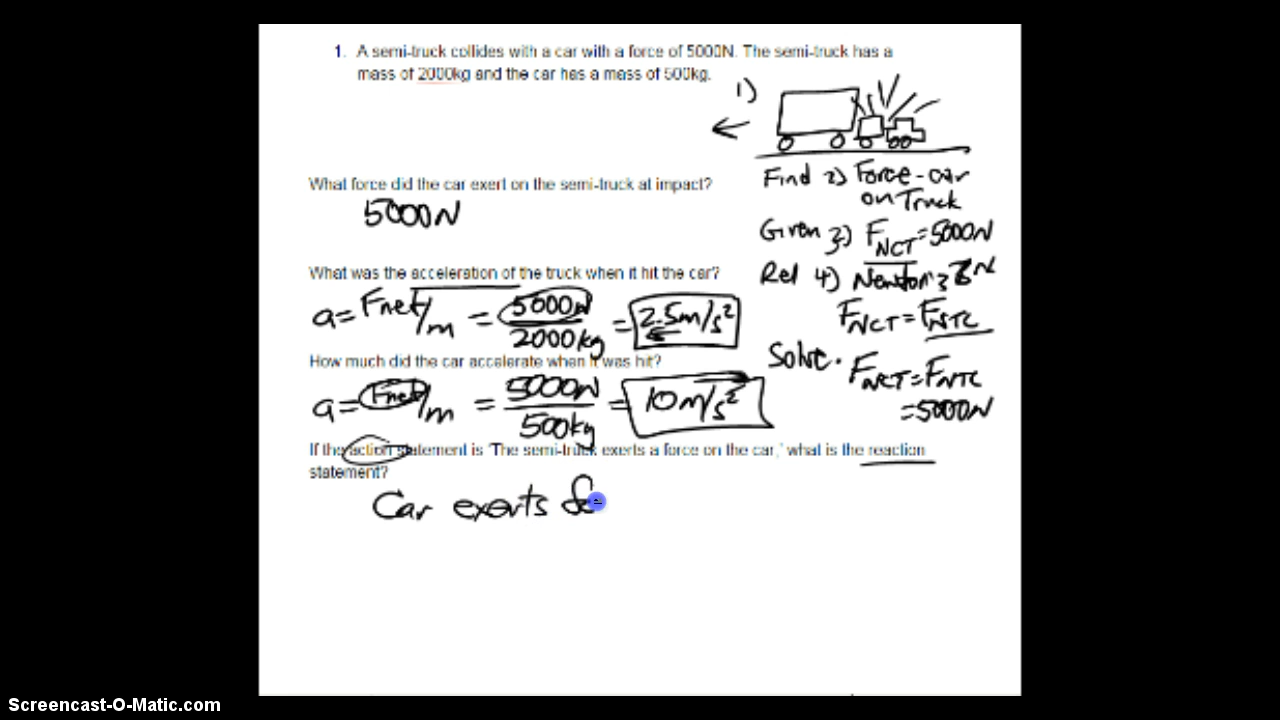 1. A semi-truck collides with a car with a force of 5000N. The semi-truck has a
mass of 2000kg and the car has a mass of 500kg.
1)
What force did the car exert on the semi-truck at impact?
5000N
Find 2) Force - car
on Truck
Given 3) F_NCT = 5000N
Rel 4) Newton's
F_NCT = F_NTC
Solve. F_NCT = F_NTC
= 5000N
What was the acceleration of the truck when it hit the car?
a = Fnet/m = 5000N/2000kg = 2.5m/s²
How much did the car accelerate when it was hit?
a = Fnet/m = 5000N/500kg = 10m/s²
If the action statement is 'The semi-truck exerts a force on the car,' what is the reaction
statement?
Car exerts
Screencast-O-Matic.com